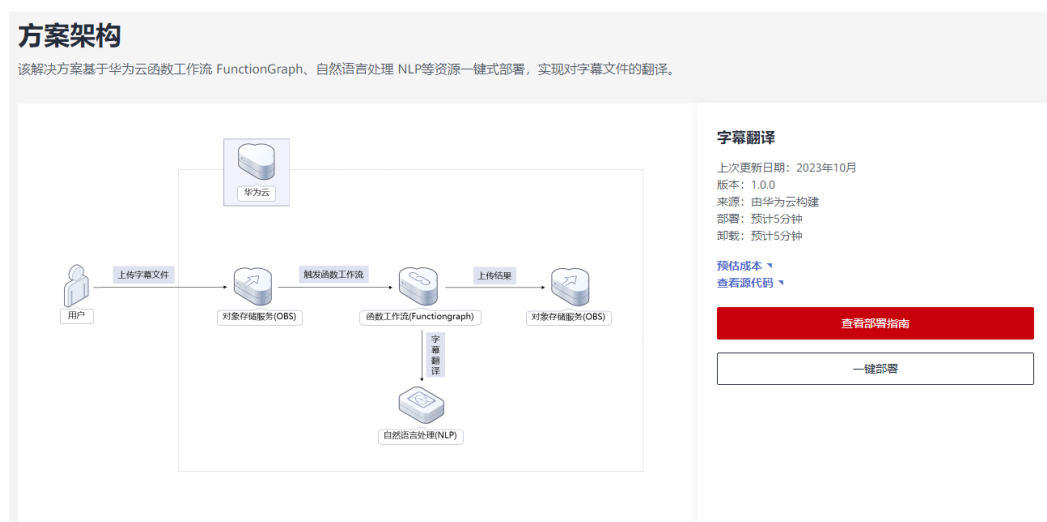 方案架构
该解决方案基于华为云函数工作流 FunctionGraph、自然语言处理 NLP等资源一键式部署，实现对字幕文件的翻译。
华为云
上传字幕文件
触发函数工作流
上传结果
用户
对象存储服务(OBS)
函数工作流(Functiongraph)
对象存储服务(OBS)
字幕翻译
自然语言处理(NLP)
字幕翻译
上次更新日期：2023年10月
版本：1.0.0
来源：由华为云构建
部署：预计5分钟
卸载：预计5分钟
预估成本
查看源代码
查看部署指南
一键部署